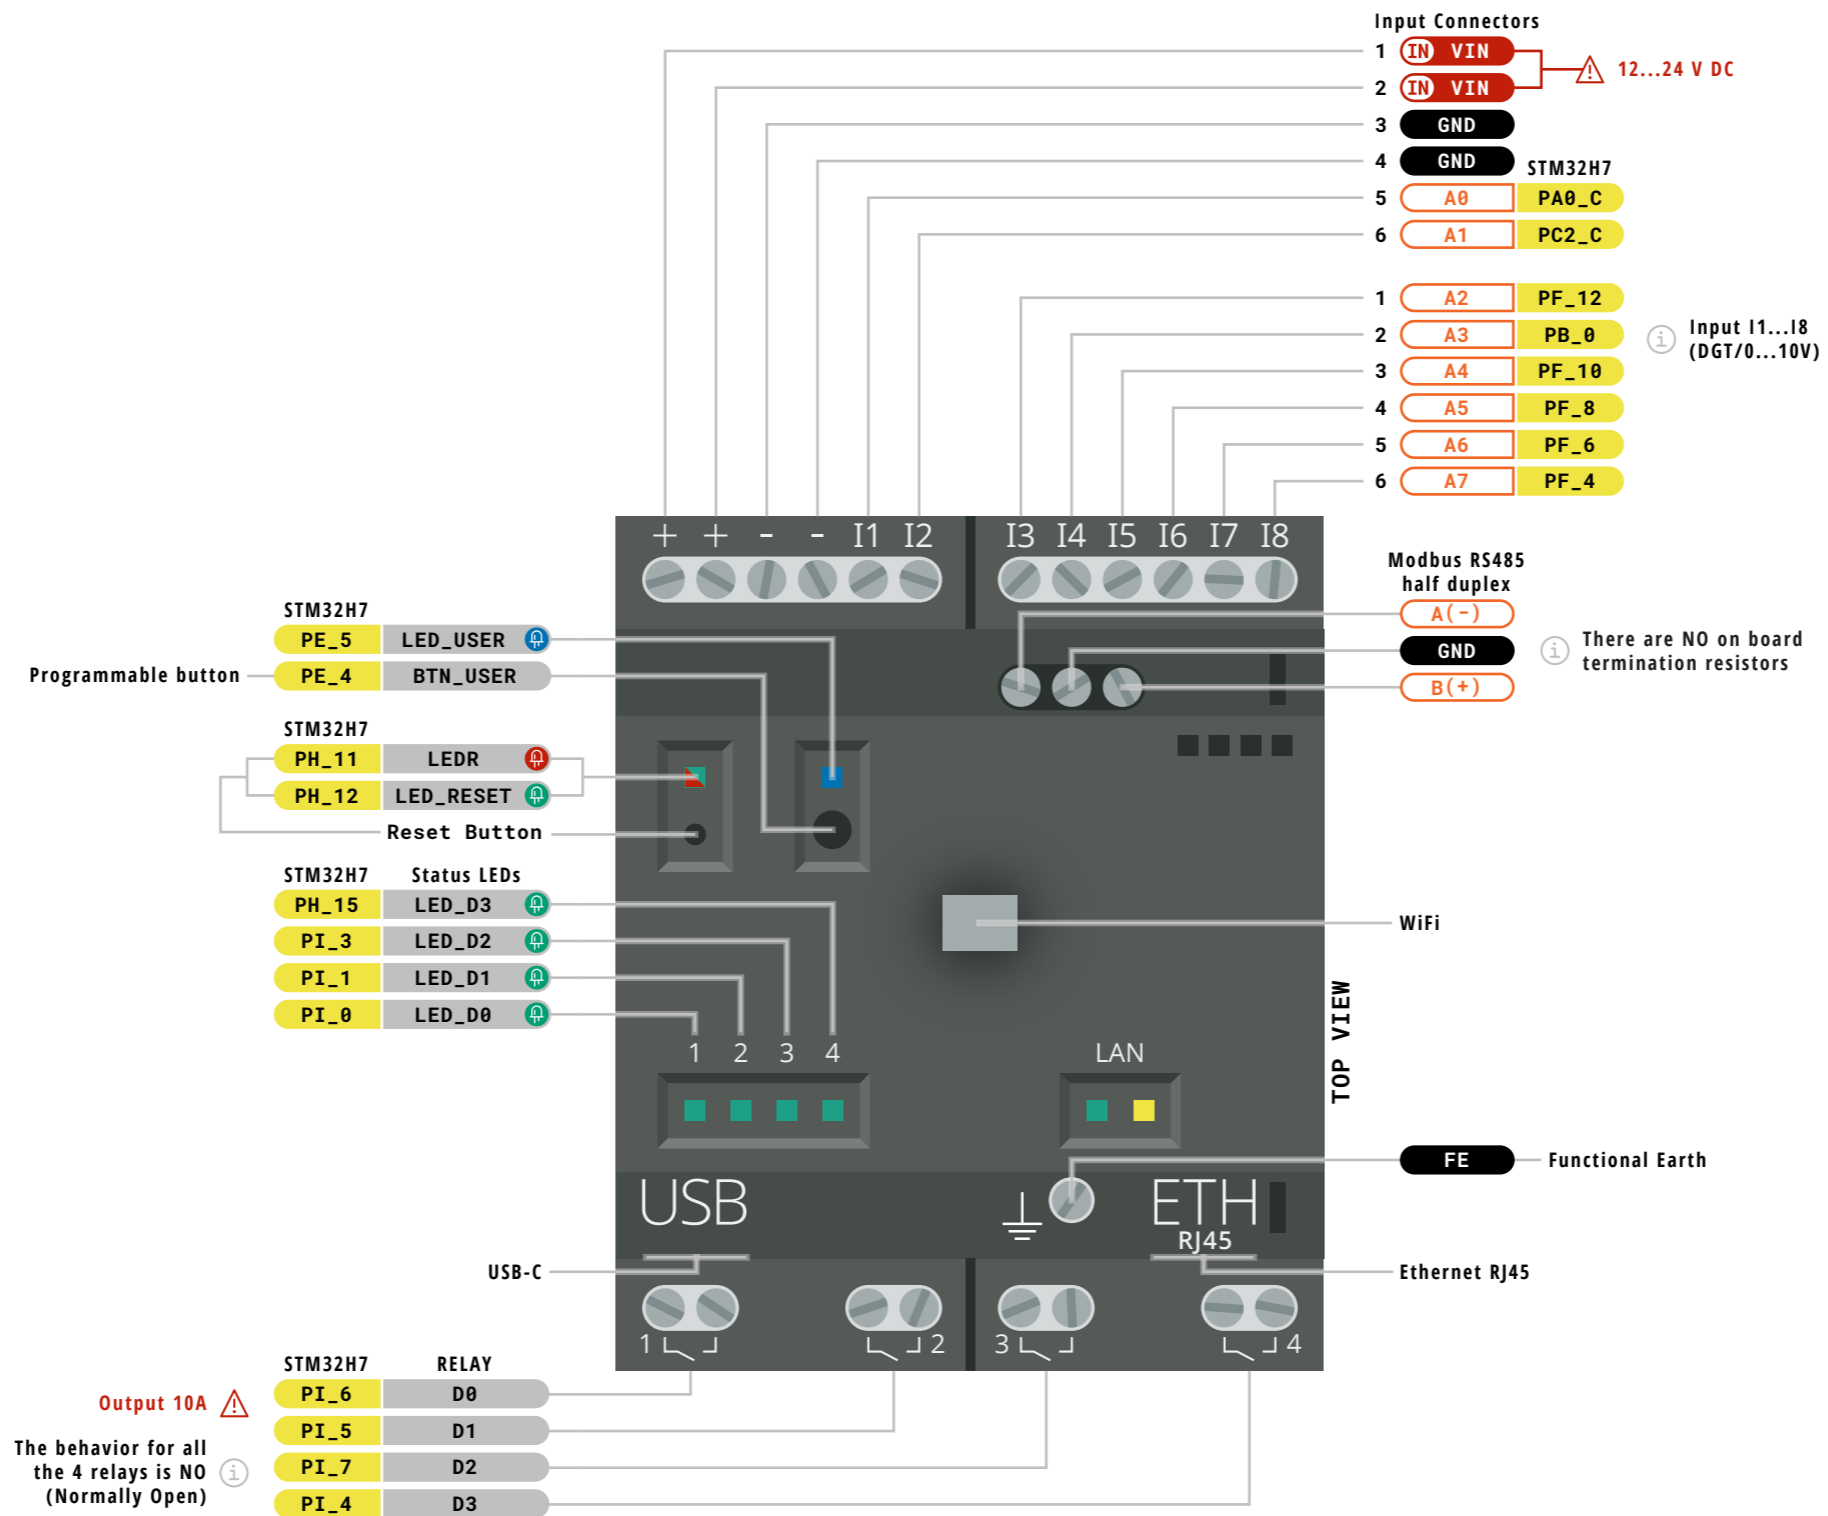 Input Connectors
1 IN VIN
2 IN VIN
12...24 V DC
3 GND
4 GND
STM32H7
5 A0 PA0_C
6 A1 PC2_C
1 A2 PF_12
2 A3 PB_0
3 A4 PF_10
4 A5 PF_8
5 A6 PF_6
6 A7 PF_4
Input I1...I8
(DGT/0...10V)
+ + - - I1 I2 I3 I4 I5 I6 I7 I8
Modbus RS485
half duplex
A(-)
GND
B(+)
There are NO on board
termination resistors
STM32H7
PE_5 LED_USER
Programmable button PE_4 BTN_USER
STM32H7
PH_11 LEDR
PH_12 LED_RESET
Reset Button
STM32H7 Status LEDs
PH_15 LED_D3
PI_3 LED_D2
PI_1 LED_D1
PI_0 LED_D0
WiFi
TOP VIEW
1 2 3 4 LAN
FE Functional Earth
USB ETH
RJ45
USB-C
Ethernet RJ45
1 2 3 4
STM32H7 RELAY
Output 10A
PI_6 D0
PI_5 D1
PI_7 D2
PI_4 D3
The behavior for all
the 4 relays is NO
(Normally Open)